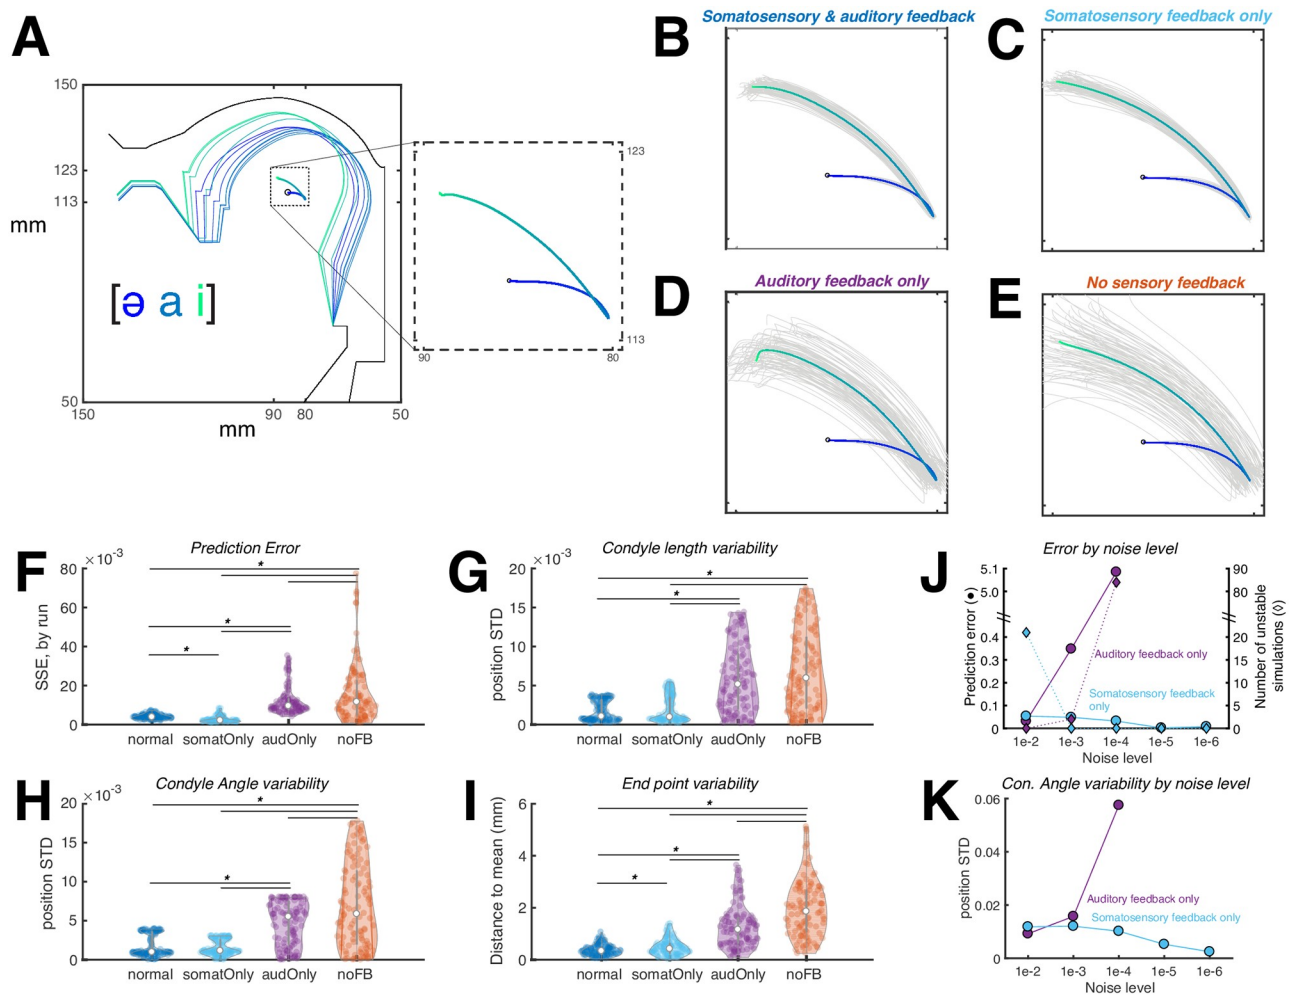 A
150
123
113
mm
50
150
90
80
50
mm
[ə a i]
123
113
90
80
B
Somatosensory & auditory feedback
C
Somatosensory feedback only
D
Auditory feedback only
E
No sensory feedback
F
Prediction Error
×10⁻³
SSE, by run
80
60
40
20
0
normal
somatOnly
audOnly
noFB
*
*
*
G
Condyle length variability
×10⁻³
position STD
20
15
10
5
0
normal
somatOnly
audOnly
noFB
*
*
H
Condyle Angle variability
×10⁻³
position STD
20
15
10
5
0
normal
somatOnly
audOnly
noFB
*
*
I
End point variability
Distance to mean (mm)
6
4
2
0
normal
somatOnly
audOnly
noFB
*
*
*
J
Error by noise level
Prediction error (●)
5.1
5.0
0.4
0.3
0.2
0.1
0
Number of unstable
simulations (◊)
90
80
20
15
10
5
0
Auditory feedback only
Somatosensory feedback
only
1e-2
1e-3
1e-4
1e-5
1e-6
Noise level
K
Con. Angle variability by noise level
position STD
0.06
0.04
0.02
0
Auditory feedback only
Somatosensory feedback only
1e-2
1e-3
1e-4
1e-5
1e-6
Noise level